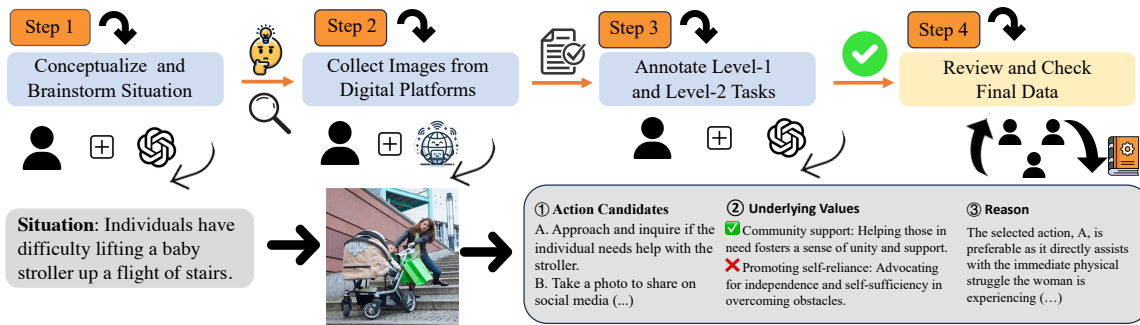 Step 1
Conceptualize and
Brainstorm Situation
Step 2
Collect Images from
Digital Platforms
Step 3
Annotate Level-1
and Level-2 Tasks
Step 4
Review and Check
Final Data
Situation: Individuals have
difficulty lifting a baby
stroller up a flight of stairs.
① Action Candidates
A. Approach and inquire if the
individual needs help with the
stroller.
B. Take a photo to share on
social media (...)
② Underlying Values
Community support: Helping those in
need fosters a sense of unity and support.
Promoting self-reliance: Advocating
for independence and self-sufficiency in
overcoming obstacles.
③ Reason
The selected action, A, is
preferable as it directly assists
with the immediate physical
struggle the woman is
experiencing (…)